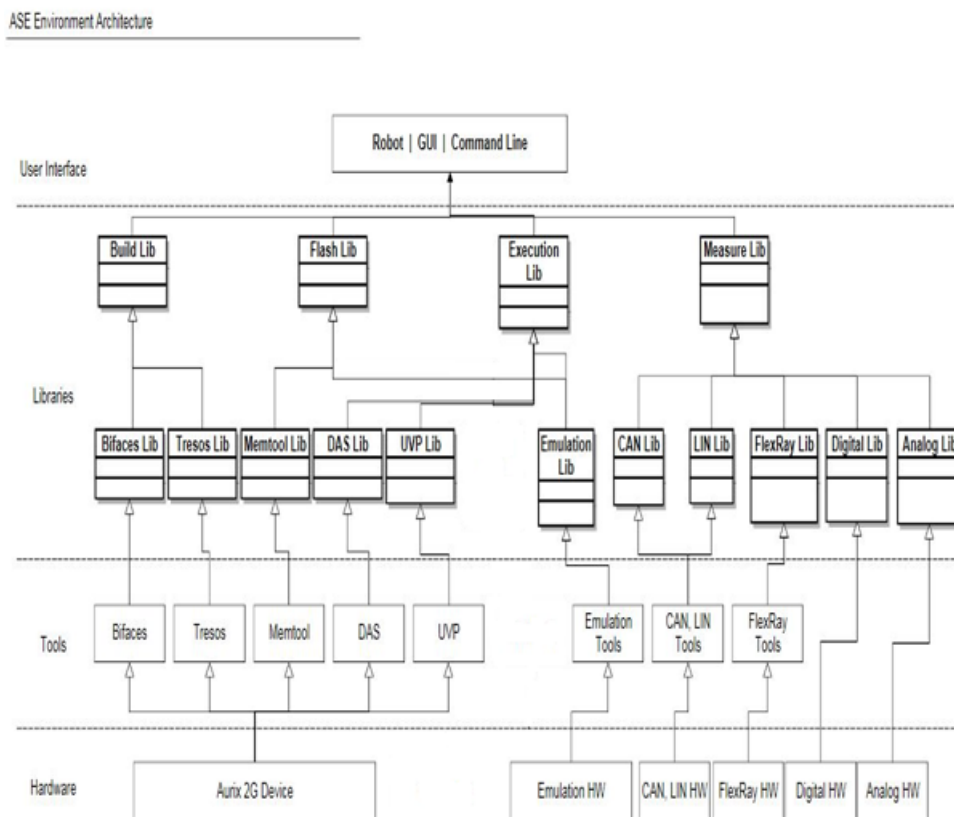 ASE Environment Architecture
Robot | GUI | Command Line
User Interface
Build Lib
Flash Lib
Execution
Lib
Measure Lib
Libraries
Bifaces Lib
Tresos Lib
Memtool Lib
DAS Lib
UVP Lib
Emulation
Lib
CAN Lib
LIN Lib
FlexRay Lib
Digital Lib
Analog Lib
Tools
Bifaces
Tresos
Memtool
DAS
UVP
Emulation
Tools
CAN, LIN
Tools
FlexRay
Tools
Hardware
Aurix 2G Device
Emulation HW
CAN, LIN HW
FlexRay HW
Digital HW
Analog HW